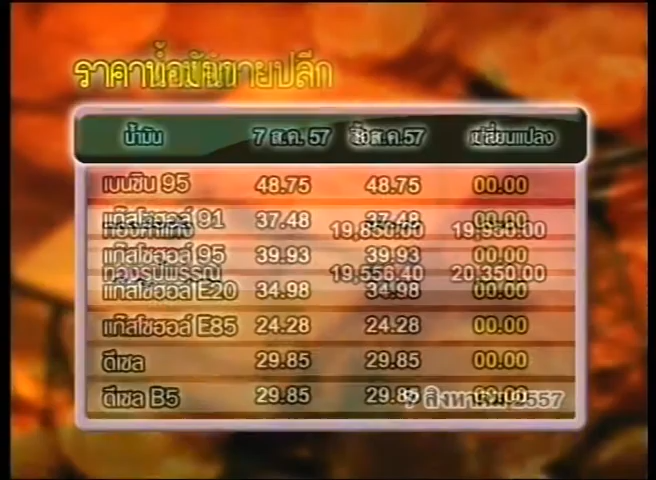 ราคาน้ำมันขายปลีก
น้ำมัน 7 ส.ค. 57 ส.ค.57 เปลี่ยนแปลง
เบนซิน 95 48.75 48.75 00.00
แก๊สโซฮอล์ 91 37.48 37.48 00.00
ทองคำแท่ง 19,850.00 19,950.00
แก๊สโซฮอล์ 95 39.93 39.93 00.00
ทองรูปพรรณ 19,556.40 20,350.00
แก๊สโซฮอล์ E20 34.98 34.98 00.00
แก๊สโซฮอล์ E85 24.28 24.28 00.00
ดีเซล 29.85 29.85 00.00
ดีเซล B5 29.85 29.85 00.00
7 สิงหาคม 2557